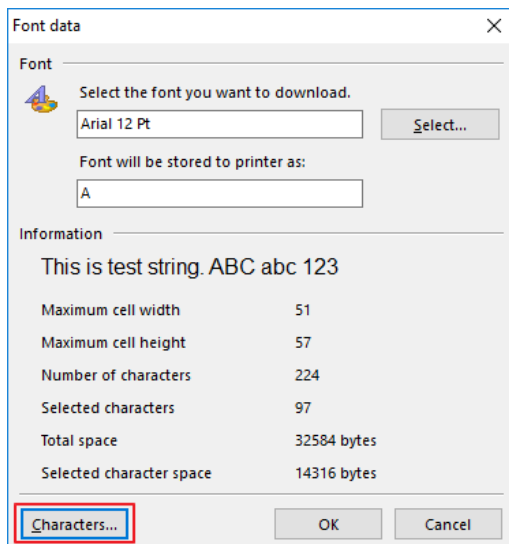 Font data
Font
Select the font you want to download.
Arial 12 Pt
Select...
Font will be stored to printer as:
A
Information
This is test string. ABC abc 123
Maximum cell width 51
Maximum cell height 57
Number of characters 224
Selected characters 97
Total space 32584 bytes
Selected character space 14316 bytes
Characters... OK Cancel